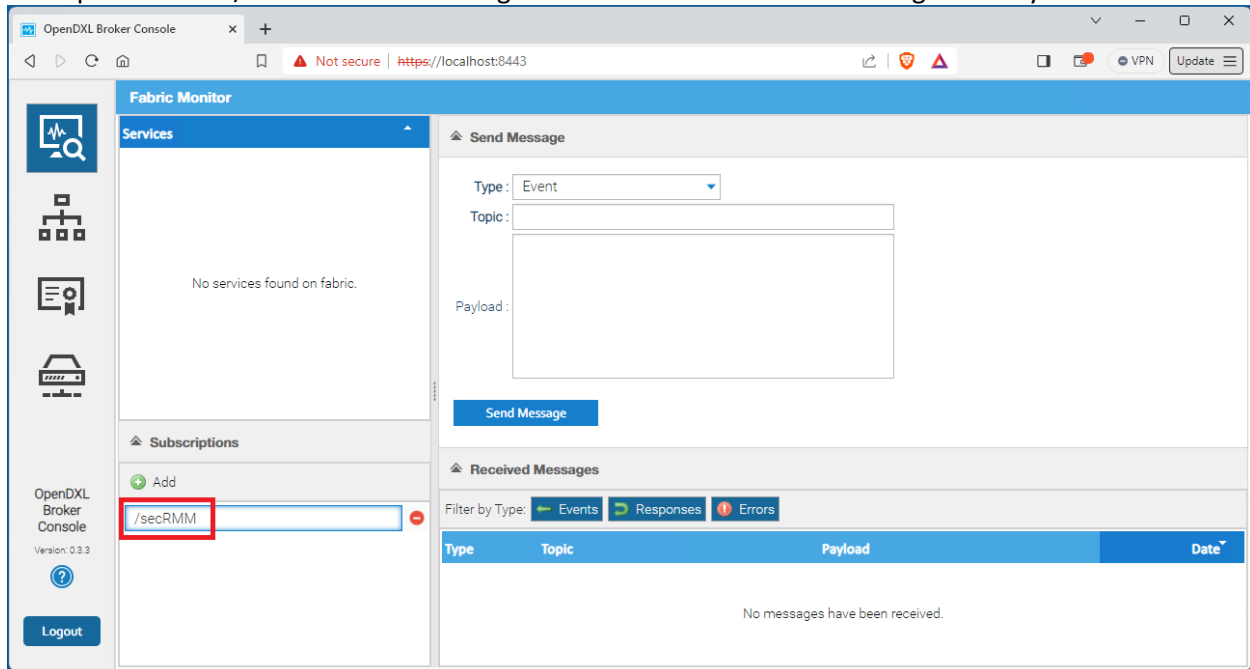 OpenDXL Broker Console
Not secure https://localhost:8443
VPN
Update
Fabric Monitor
Services
No services found on fabric.
Subscriptions
Add
/secRMM
Send Message
Type :
Event
Topic :
Payload :
Send Message
Received Messages
Filter by Type:
Events
Responses
Errors
Type
Topic
Payload
Date
No messages have been received.
OpenDXL
Broker
Console
Version: 0.3.3
?
Logout